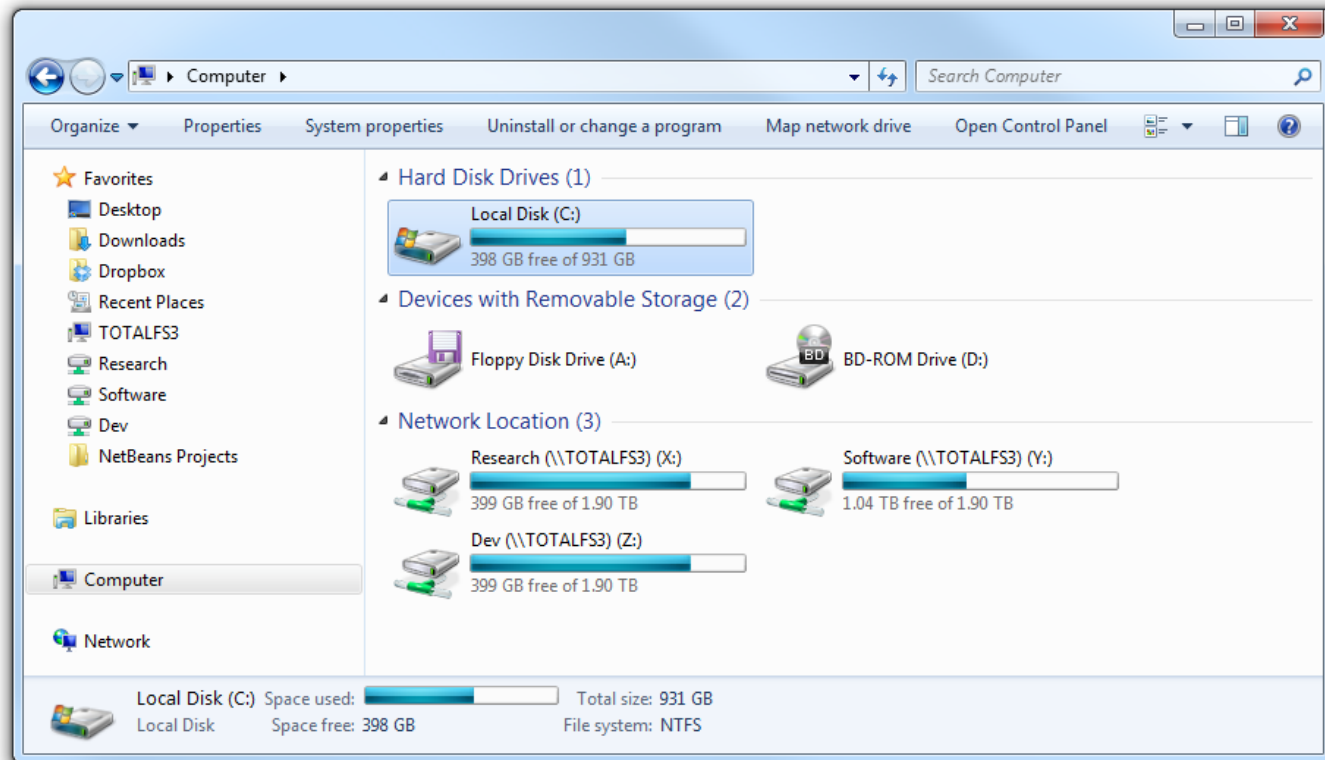 Computer
Search Computer
Organize Properties System properties Uninstall or change a program Map network drive Open Control Panel
Favorites
Desktop
Downloads
Dropbox
Recent Places
TOTALFS3
Research
Software
Dev
NetBeans Projects
Libraries
Computer
Network
Hard Disk Drives (1)
Local Disk (C:)
398 GB free of 931 GB
Devices with Removable Storage (2)
Floppy Disk Drive (A:)
BD
BD-ROM Drive (D:)
Network Location (3)
Research (\\TOTALFS3) (X:)
399 GB free of 1.90 TB
Software (\\TOTALFS3) (Y:)
1.04 TB free of 1.90 TB
Dev (\\TOTALFS3) (Z:)
399 GB free of 1.90 TB
Local Disk (C:) Space used: Total size: 931 GB
Local Disk Space free: 398 GB File system: NTFS